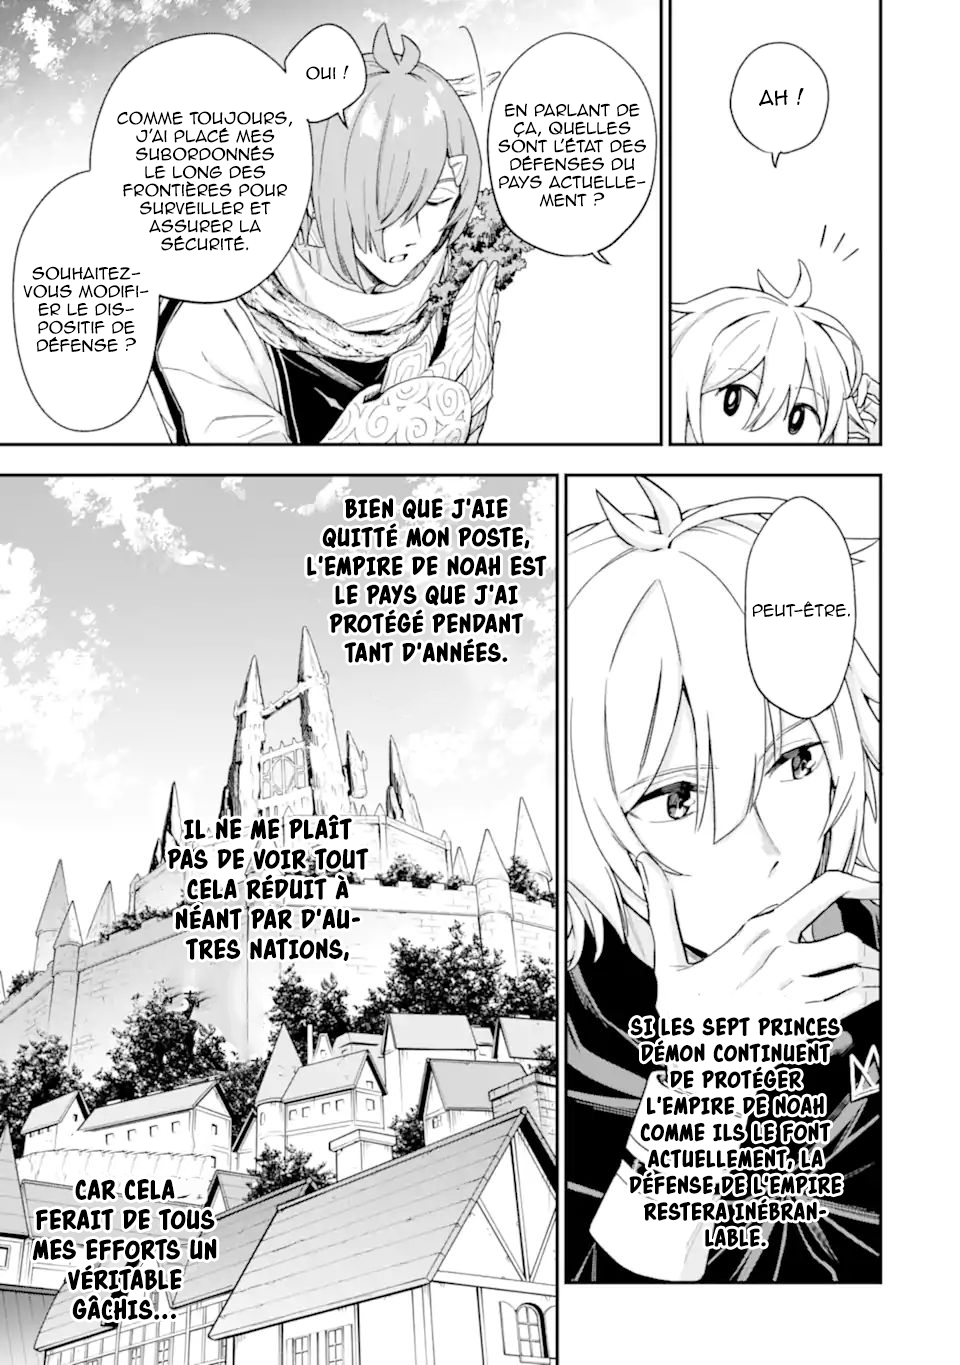 AH !
EN PARLANT DE
ÇA, QUELLES
SONT L'ÉTAT DES
DÉFENSES DU
PAYS ACTUELLE-
MENT ?
OUI !
COMME TOUJOURS,
J'AI PLACÉ MES
SUBORDONNÉS
LE LONG DES
FRONTIÈRES POUR
SURVEILLER ET
ASSURER LA
SÉCURITÉ.
SOUHAITEZ-
VOUS MODIFI-
ER LE DIS-
POSITIF DE
DÉFENSE ?
PEUT-ÊTRE.
SI LES SEPT PRINCES
DÉMON CONTINUENT
DE PROTÉGER
L'EMPIRE DE NOAH
COMME ILS LE FONT
ACTUELLEMENT, LA
DÉFENSE DE L'EMPIRE
RESTERA INÉBRAN-
LABLE.
BIEN QUE J'AIE
QUITTÉ MON POSTE,
L'EMPIRE DE NOAH EST
LE PAYS QUE J'AI
PROTÉGÉ PENDANT
TANT D'ANNÉES.
IL NE ME PLAÎT
PAS DE VOIR TOUT
CELA RÉDUIT À
NÉANT PAR D'AU-
TRES NATIONS,
CAR CELA
FERAIT DE TOUS
MES EFFORTS UN
VÉRITABLE
GÂCHIS...